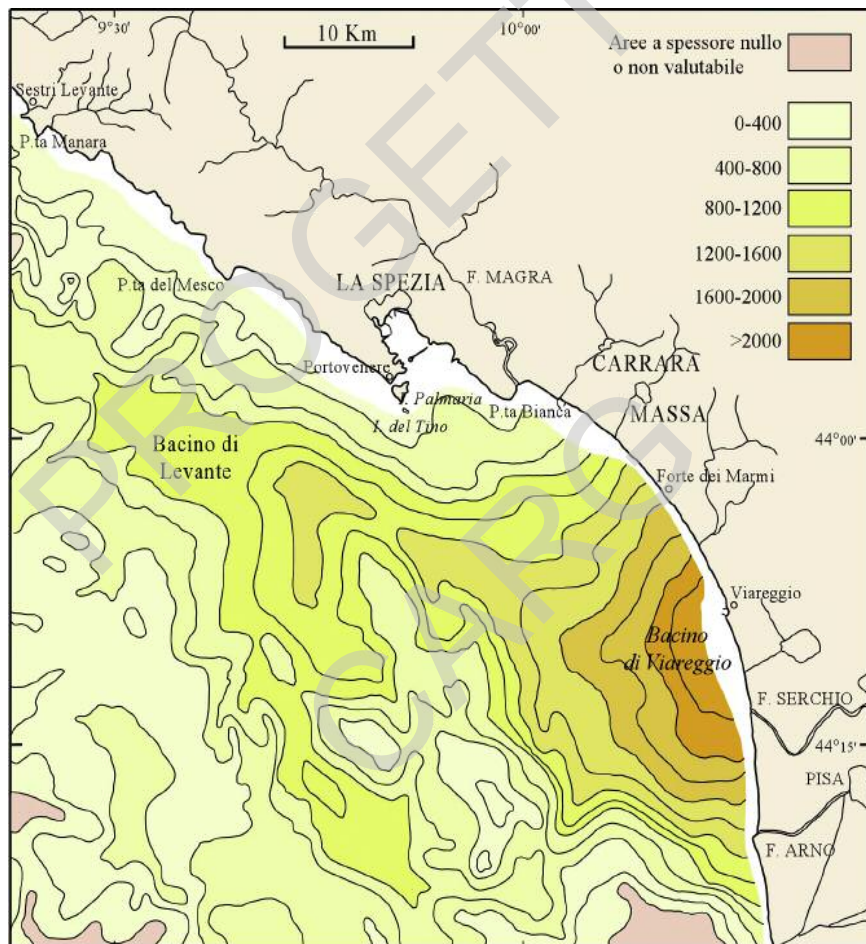 9°30'
10 Km
10°00'
Aree a spessore nullo
o non valutabile
0-400
400-800
800-1200
1200-1600
1600-2000
>2000
Sestri Levante
P.ta Manara
P.ta del Mesco
LA SPEZIA
F. MAGRA
CARRARA
Portovenere
I. Palmaria
P.ta Bianca
MASSA
I. del Tino
Bacino di
Levante
44°00'
Forte dei Marmi
Viareggio
Bacino
di Viareggio
F. SERCHIO
44°15'
PISA
F. ARNO
PROGETT
CARG